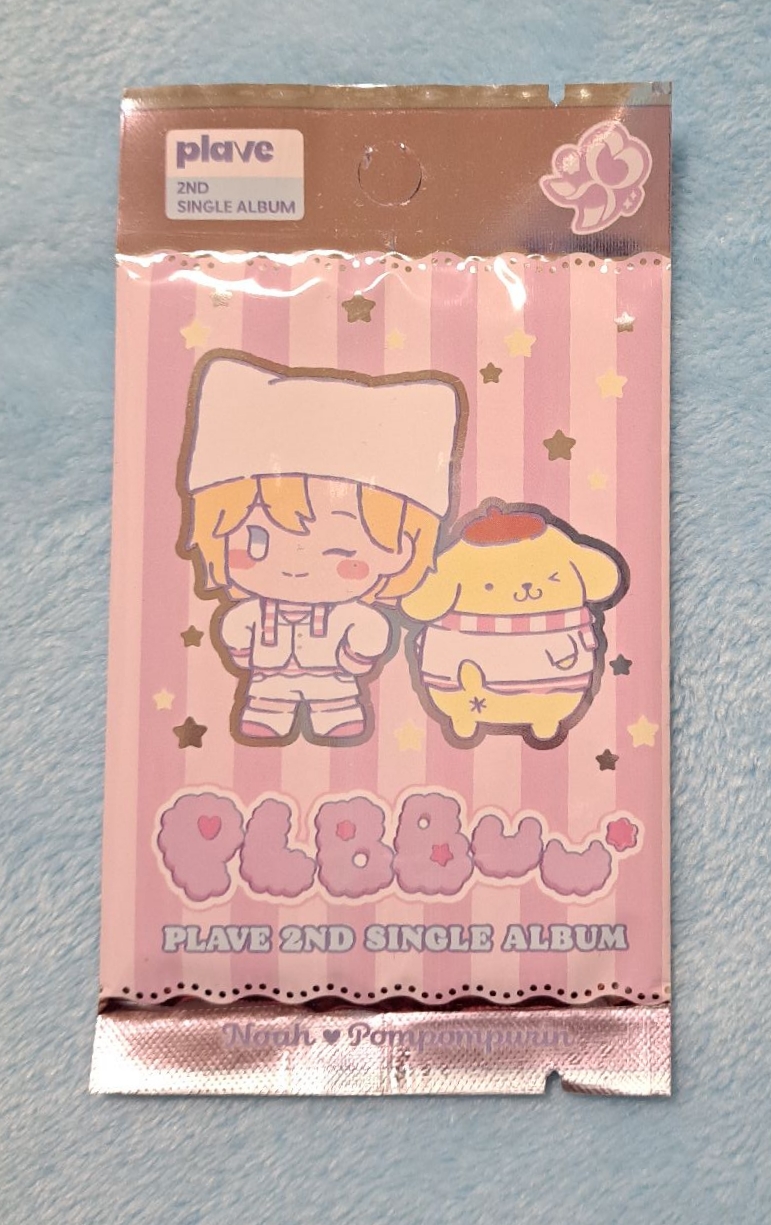 plave
2ND
SINGLE ALBUM
PLBBUU
PLAVE 2ND SINGLE ALBUM
Noah ♥ Pompompurin